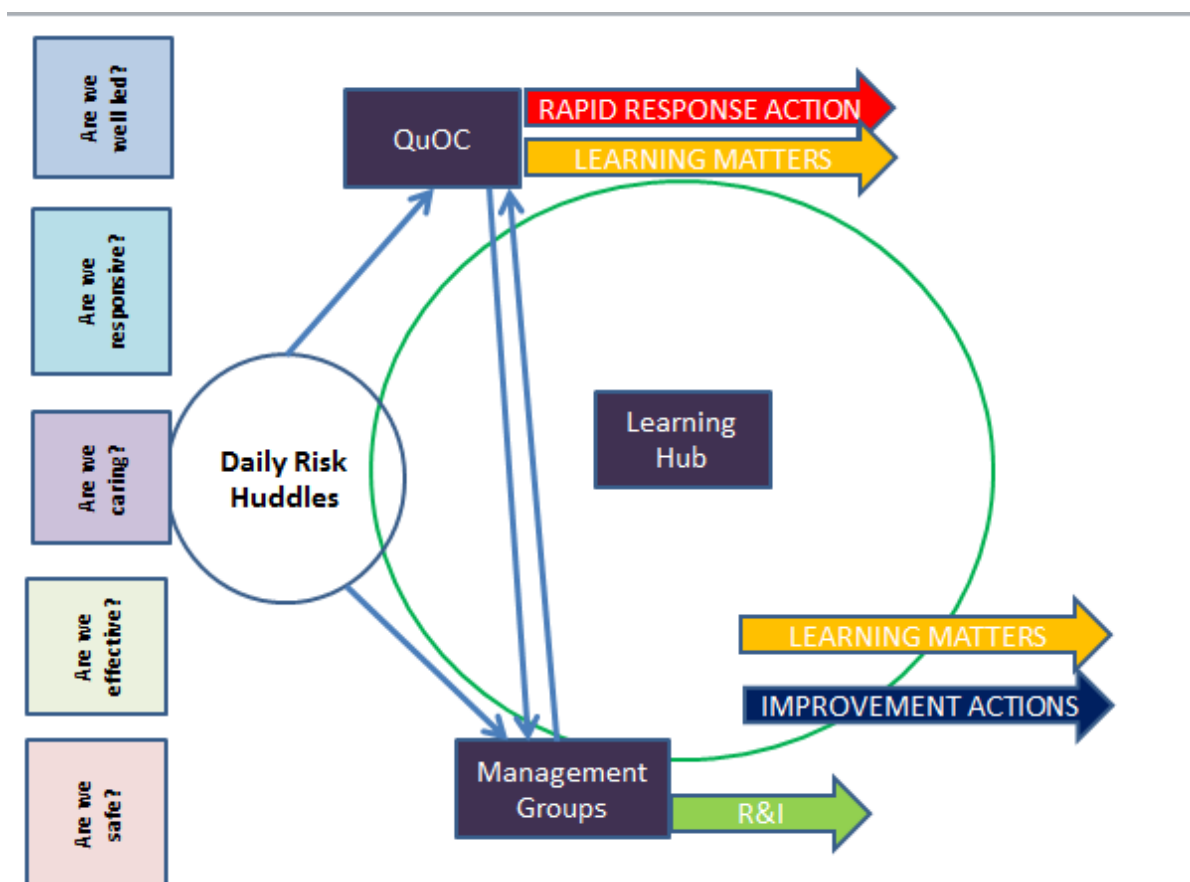 Are we
well led?
Are we
responsive?
Are we
caring?
Are we
effective?
Are we
safe?
QuOC
RAPID RESPONSE ACTION
LEARNING MATTERS
Daily Risk
Huddles
Learning
Hub
LEARNING MATTERS
IMPROVEMENT ACTIONS
Management
Groups
R&I